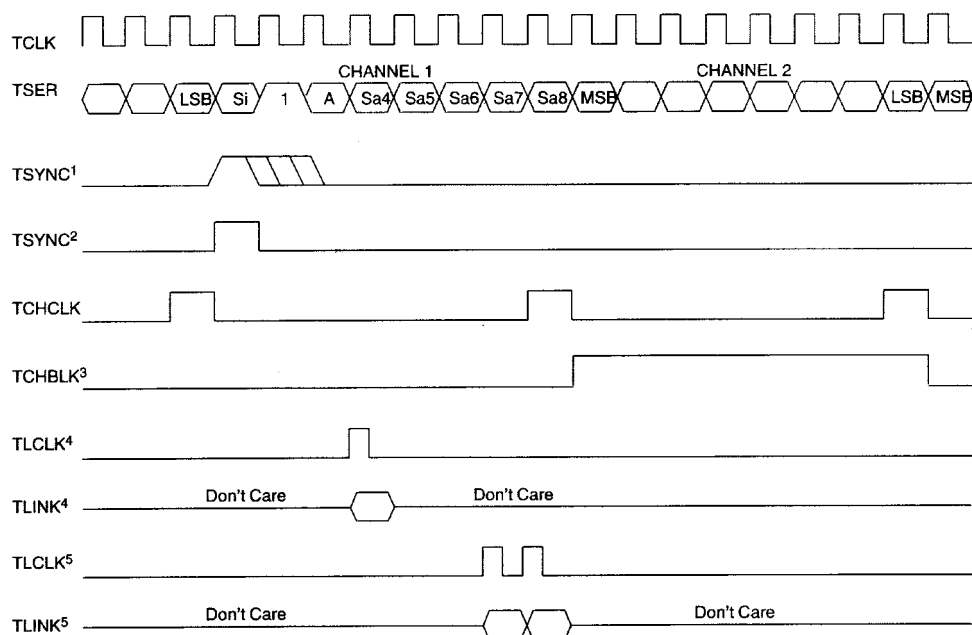 TCLK
CHANNEL 1 CHANNEL 2
TSER LSB Si 1 A Sa4 Sa5 Sa6 Sa7 Sa8 MSB LSB MSB
TSYNC¹
TSYNC²
TCHCLK
TCHBLK³
TLCLK⁴
Don't Care Don't Care
TLINK⁴
TLCLK⁵
Don't Care Don't Care
TLINK⁵